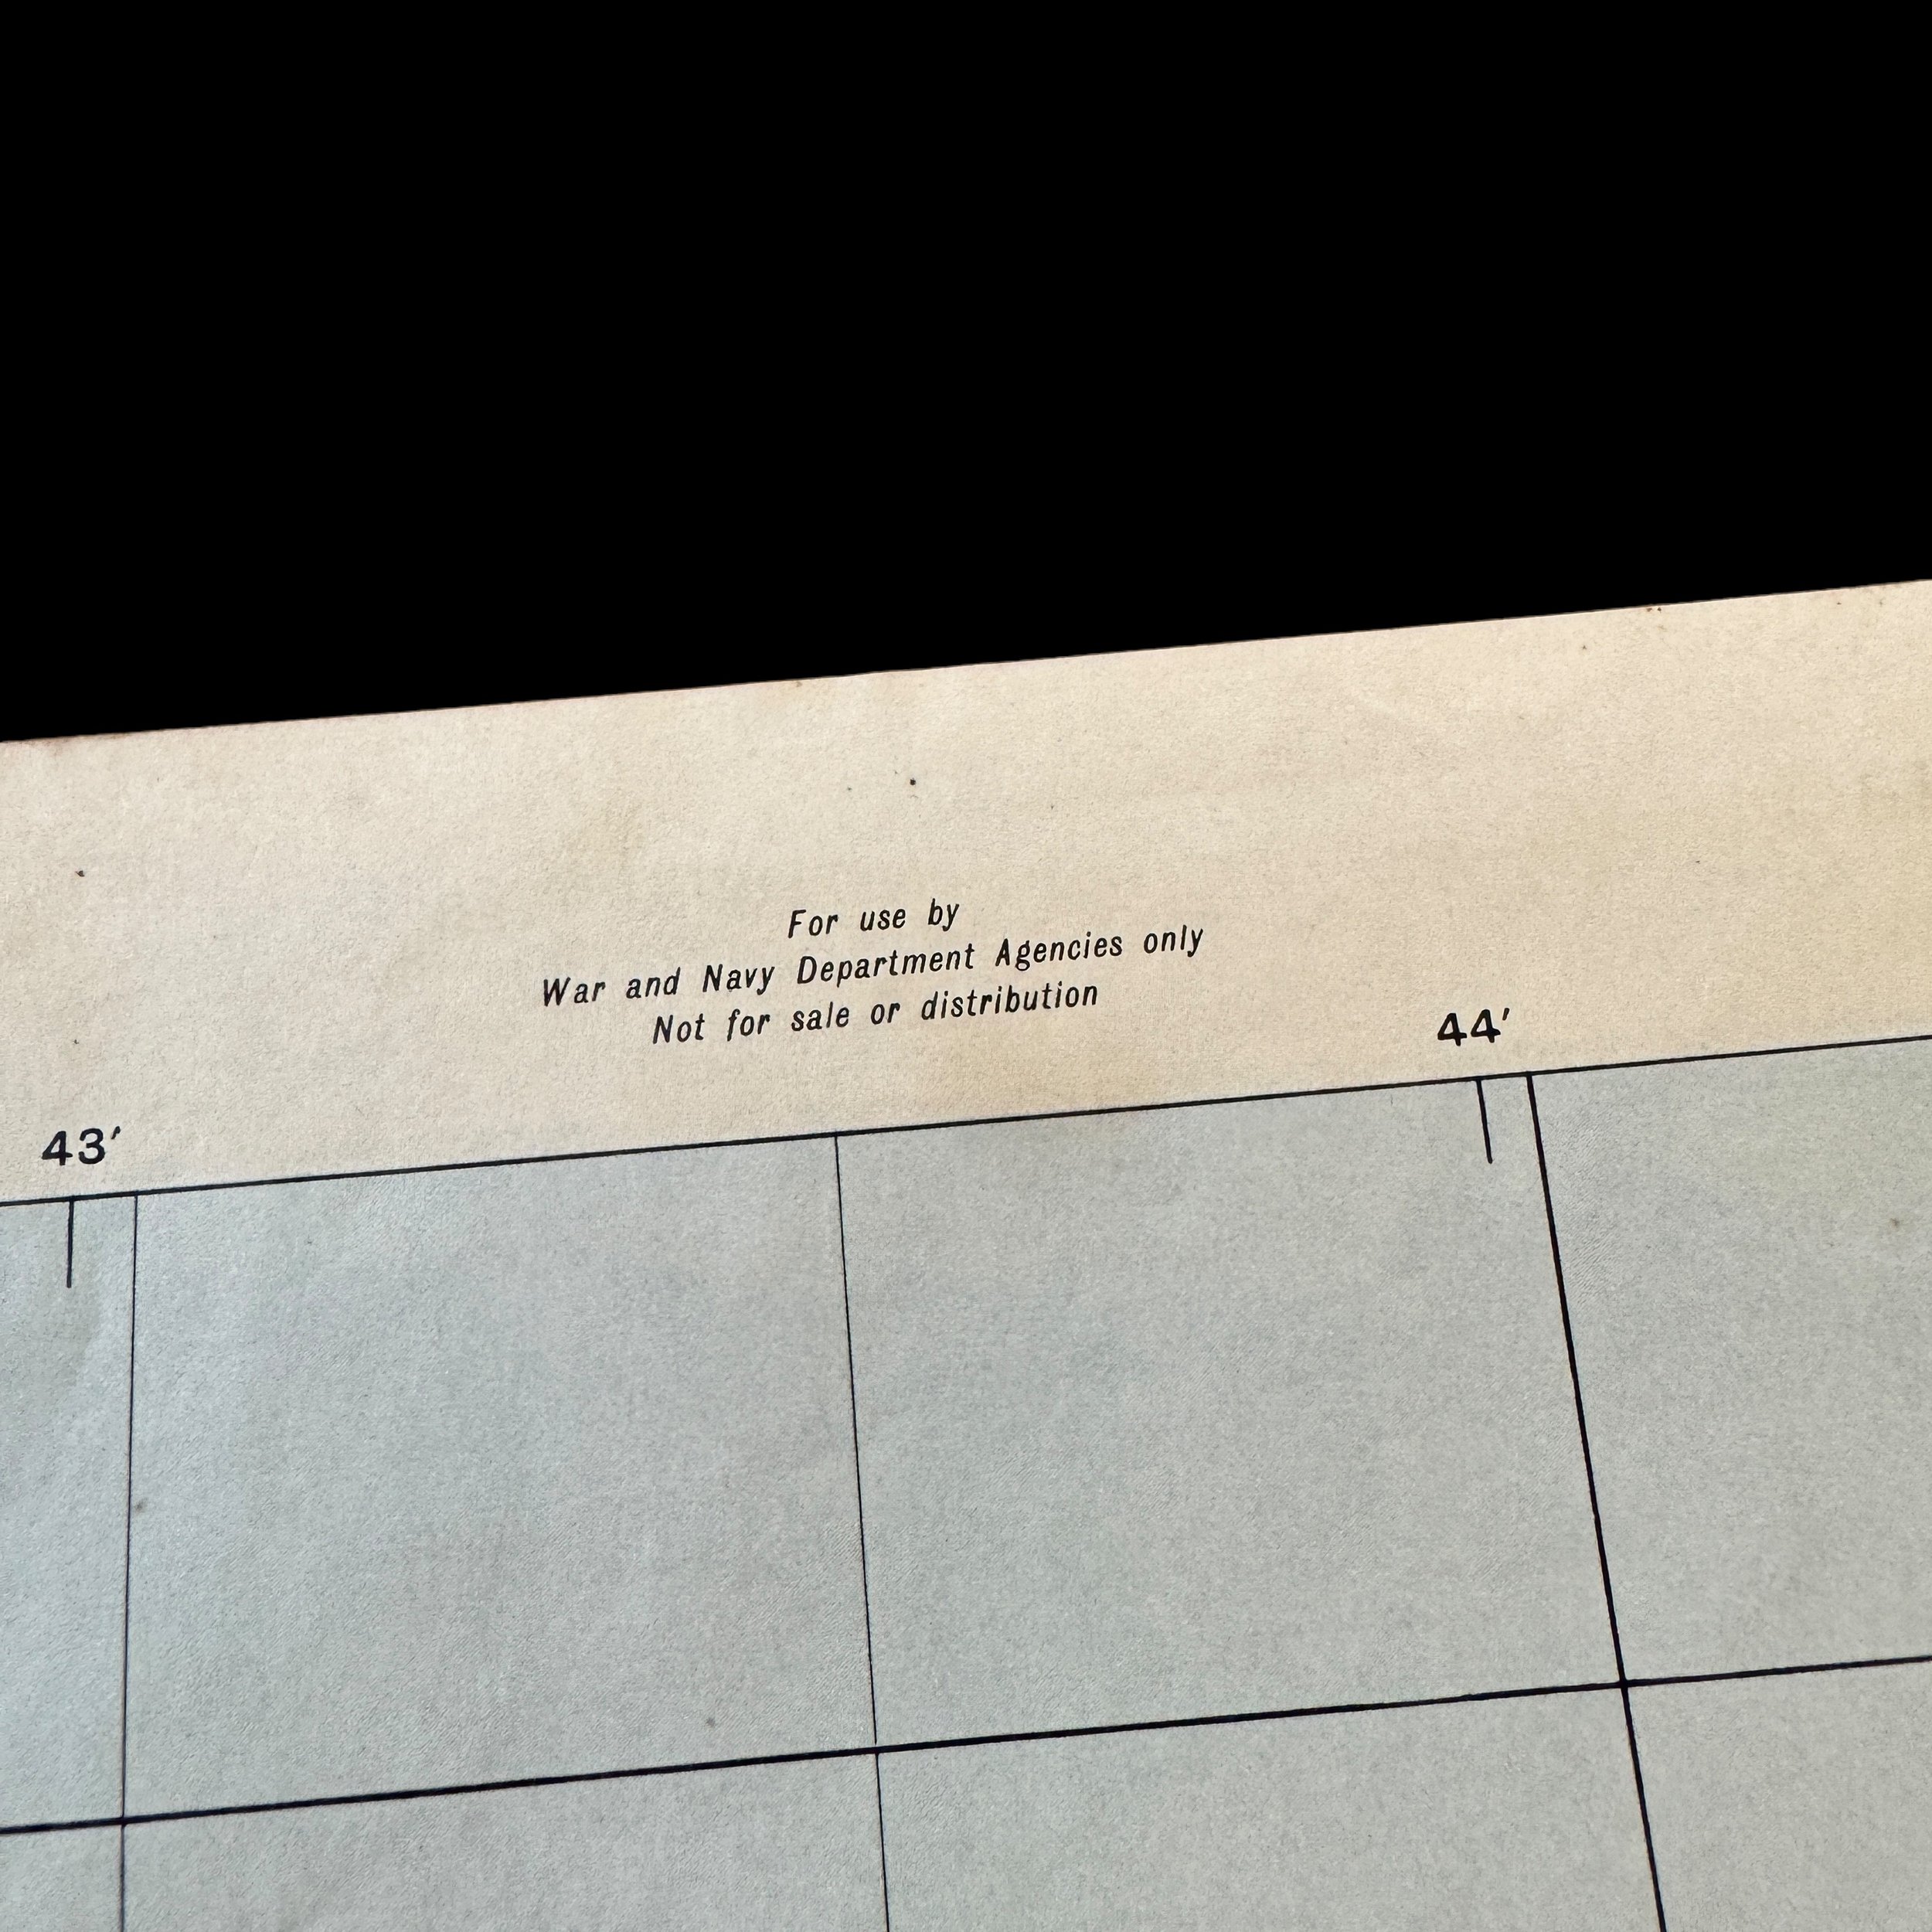 For use by
War and Navy Department Agencies only
Not for sale or distribution
44′
43′